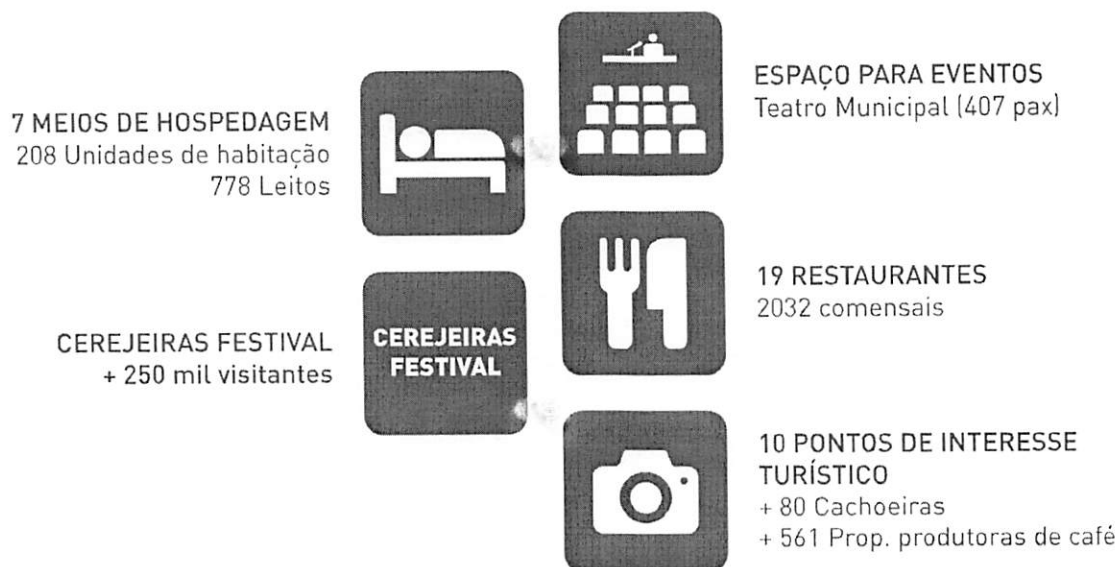 7 MEIOS DE HOSPEDAGEM
208 Unidades de habitação
778 Leitos
ESPAÇO PARA EVENTOS
Teatro Municipal (407 pax)
19 RESTAURANTES
2032 comensais
CEREJEIRAS FESTIVAL
+ 250 mil visitantes
CEREJEIRAS
FESTIVAL
10 PONTOS DE INTERESSE
TURÍSTICO
+ 80 Cachoeiras
+ 561 Prop. produtoras de café